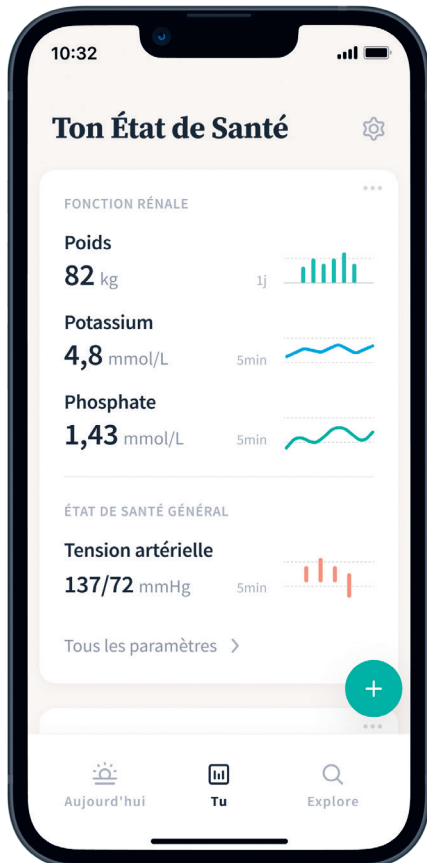 10:32
Ton État de Santé
FONCTION RÉNALE
Poids
82 kg 1j
Potassium
4,8 mmol/L 5min
Phosphate
1,43 mmol/L 5min
ÉTAT DE SANTÉ GÉNÉRAL
Tension artérielle
137/72 mmHg 5min
Tous les paramètres
Aujourd'hui Tu Explore